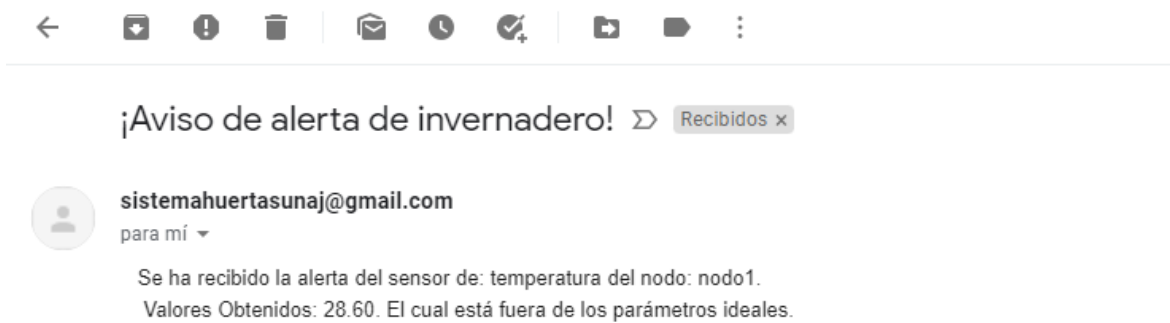 ¡Aviso de alerta de invernadero! Recibidos x
sistemahuertasunaj@gmail.com
para mí
Se ha recibido la alerta del sensor de: temperatura del nodo: nodo1.
Valores Obtenidos: 28.60. El cual está fuera de los parámetros ideales.